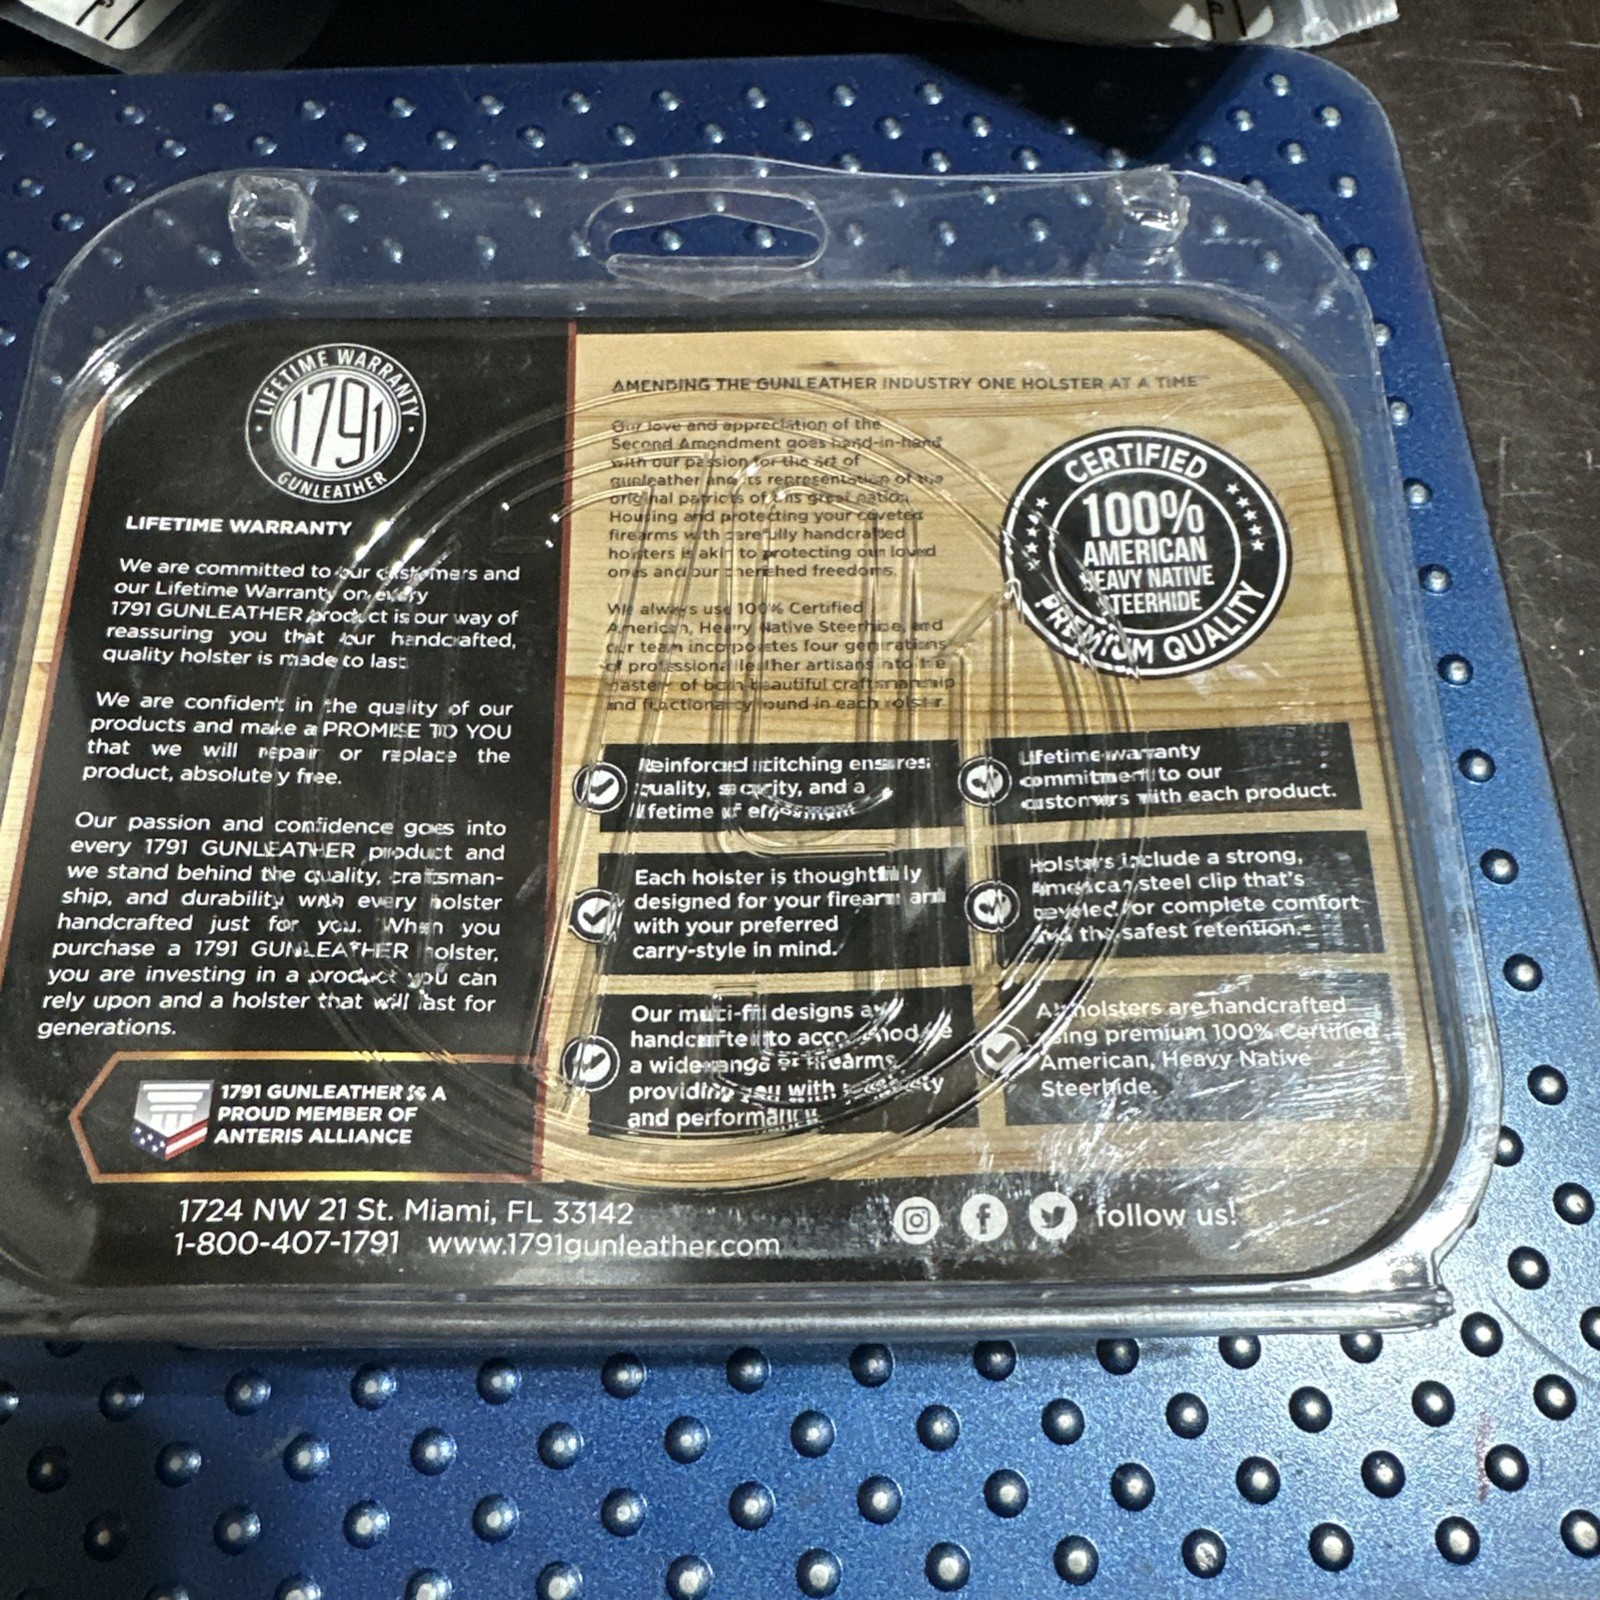 LIFETIME WARRANTY
1791
GUNLEATHER
LIFETIME WARRANTY
We are committed to our customers and
our Lifetime Warranty on every
1791 GUNLEATHER product is our way of
reassuring you that our handcrafted,
quality holster is made to last.
We are confident in the quality of our
products and make a PROMISE TO YOU
that we will repair or replace the
product, absolutely free.
Our passion and confidence goes into
every 1791 GUNLEATHER product and
we stand behind the quality, craftsman-
ship, and durability with every holster
handcrafted just for you. When you
purchase a 1791 GUNLEATHER holster,
you are investing in a product you can
rely upon and a holster that will last for
generations.
1791 GUNLEATHER IS A
PROUD MEMBER OF
ANTERIS ALLIANCE
AMENDING THE GUNLEATHER INDUSTRY ONE HOLSTER AT A TIME™
Our love and appreciation of the
Second Amendment goes hand-in-hand
with our passion for the art of
gunleather and its representation of the
original patriots of this great nation.
Housing and protecting your coveted
firearms with carefully handcrafted
holsters is akin to protecting our loved
ones and our cherished freedoms.
We always use 100% Certified
American, Heavy Native Steerhide, and
our team incorporates four generations
of professional leather artisans into the
mastery of both beautiful craftsmanship
and functionality found in each holster.
CERTIFIED
100%
AMERICAN
HEAVY NATIVE
STEERHIDE
PREMIUM QUALITY
Reinforced stitching ensures
quality, security, and a
lifetime of enjoyment.
Lifetime warranty
commitment to our
customers with each product.
Each holster is thoughtfully
designed for your firearm and
with your preferred
carry-style in mind.
Holsters include a strong,
American steel clip that's
beveled for complete comfort
and the safest retention.
Our multi-fit designs are
handcrafted to accommodate
a wide range of firearms,
providing you with
and performance.
All holsters are handcrafted
using premium 100% Certified
American, Heavy Native
Steerhide.
1724 NW 21 St. Miami, FL 33142
1-800-407-1791 www.1791gunleather.com
follow us!